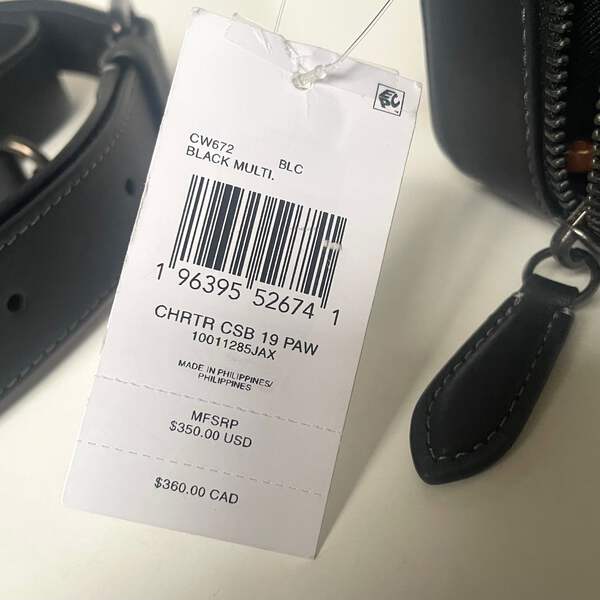 CW672 BLC
BLACK MULTI.
1 96395 52674 1
CHRTR CSB 19 PAW
10011285JAX
MADE IN PHILIPPINES/
PHILIPPINES
MFSRP
$350.00 USD
$360.00 CAD